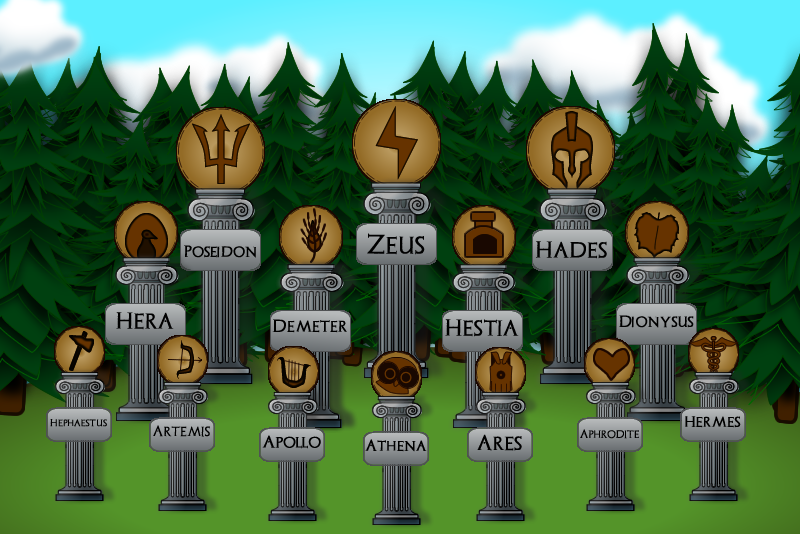 Poseidon
Zeus
Hades
Hera
Demeter
Hestia
Dionysus
Hephaestus
Artemis
Apollo
Athena
Ares
Aphrodite
Hermes